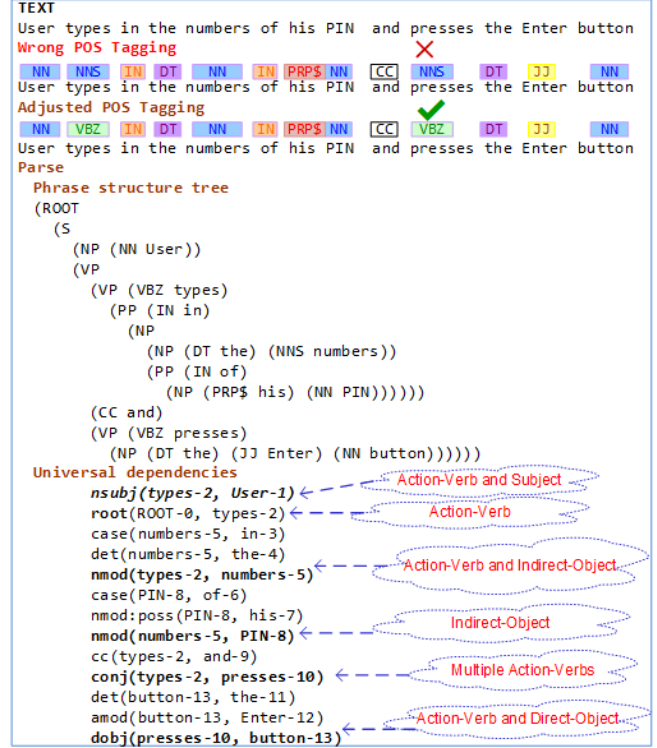 TEXT
User types in the numbers of his PIN and presses the Enter button
Wrong POS Tagging
NN NNS IN DT NN IN PRP$ NN CC NNS DT JJ NN
User types in the numbers of his PIN and presses the Enter button
Adjusted POS Tagging
NN VBZ IN DT NN IN PRP$ NN CC VBZ DT JJ NN
User types in the numbers of his PIN and presses the Enter button
Parse
Phrase structure tree
(ROOT
(S
(NP (NN User))
(VP
(VP (VBZ types)
(PP (IN in)
(NP
(NP (DT the) (NNS numbers))
(PP (IN of)
(NP (PRP$ his) (NN PIN))))))
(CC and)
(VP (VBZ presses)
(NP (DT the) (JJ Enter) (NN button))))))
Universal dependencies
nsubj(types-2, User-1) Action-Verb and Subject
root(ROOT-0, types-2) Action-Verb
case(numbers-5, in-3)
det(numbers-5, the-4)
nmod(types-2, numbers-5) Action-Verb and Indirect-Object
case(PIN-8, of-6)
nmod:poss(PIN-8, his-7)
nmod(numbers-5, PIN-8) Indirect-Object
cc(types-2, and-9)
conj(types-2, presses-10) Multiple Action-Verbs
det(button-13, the-11)
amod(button-13, Enter-12)
dobj(presses-10, button-13) Action-Verb and Direct-Object